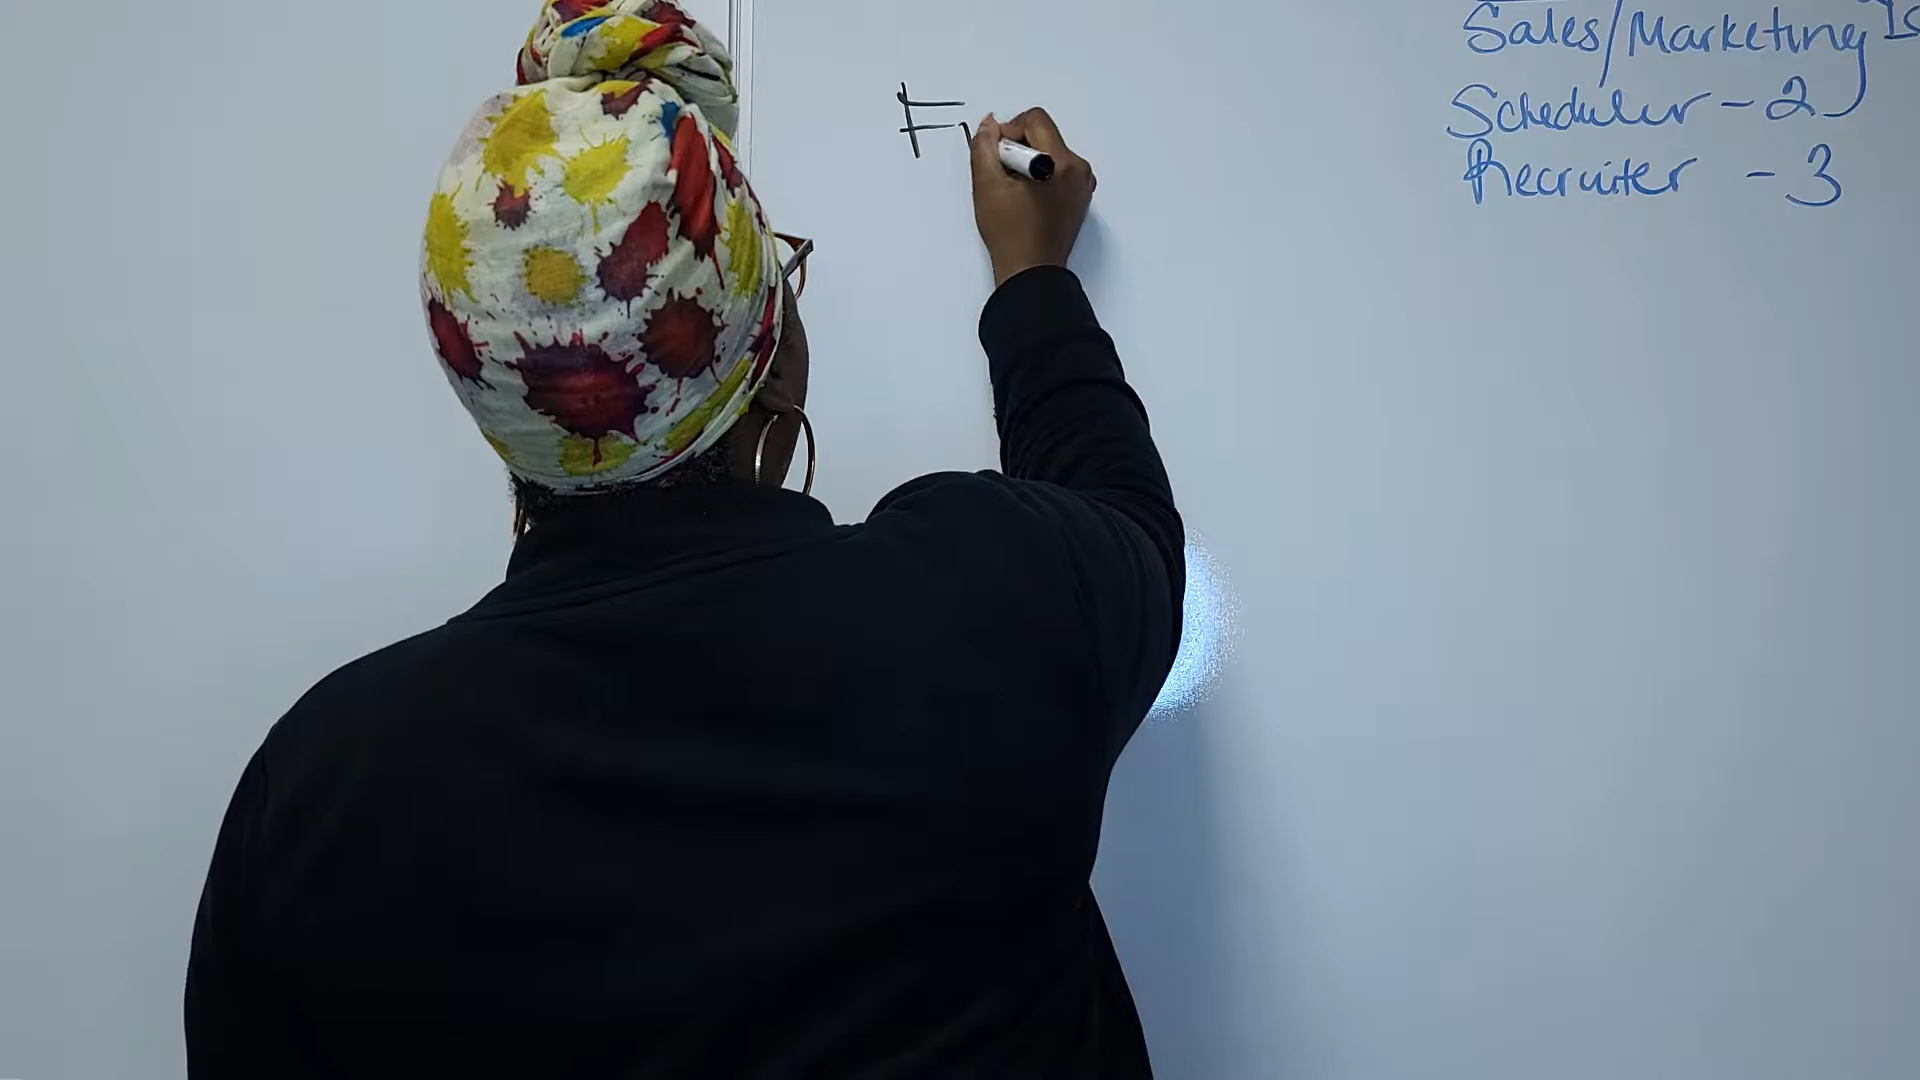 F
Sales/Marketing
Scheduler - 2
Recruiter - 3